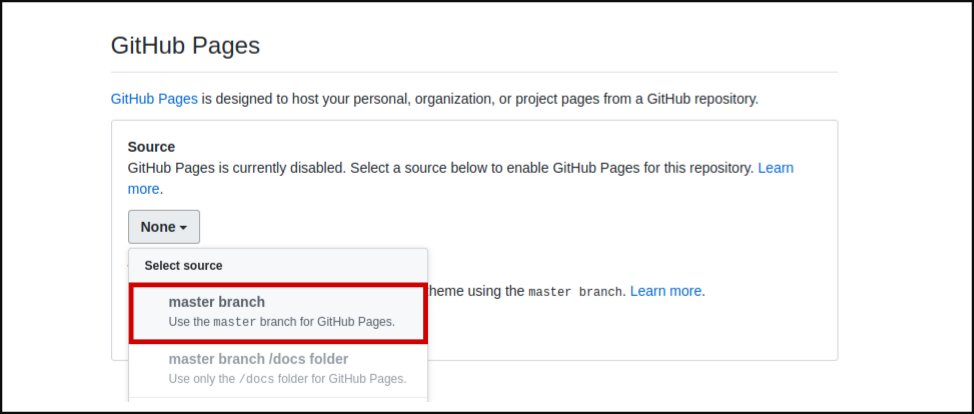 GitHub Pages
GitHub Pages is designed to host your personal, organization, or project pages from a GitHub repository.
Source
GitHub Pages is currently disabled. Select a source below to enable GitHub Pages for this repository. Learn
more.
None
Select source
master branch
Use the master branch for GitHub Pages.
heme using the master branch. Learn more.
master branch /docs folder
Use only the /docs folder for GitHub Pages.